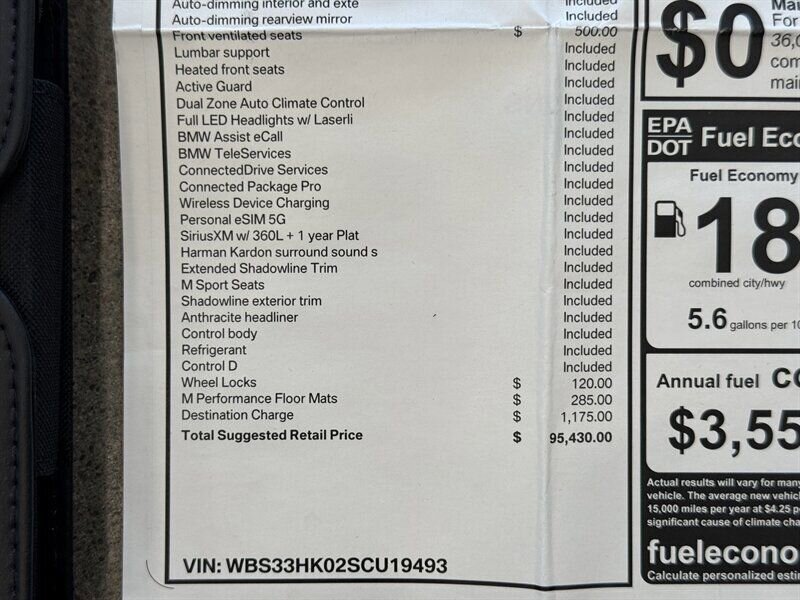 Auto-dimming interior and exte Included
Auto-dimming rearview mirror Included
Front ventilated seats $ 500.00
Lumbar support Included
Heated front seats Included
Active Guard Included
Dual Zone Auto Climate Control Included
Full LED Headlights w/ Laserli Included
BMW Assist eCall Included
BMW TeleServices Included
ConnectedDrive Services Included
Connected Package Pro Included
Wireless Device Charging Included
Personal eSIM 5G Included
SiriusXM w/ 360L + 1 year Plat Included
Harman Kardon surround sound s Included
Extended Shadowline Trim Included
M Sport Seats Included
Shadowline exterior trim Included
Anthracite headliner Included
Control body Included
Refrigerant Included
Control D Included
Wheel Locks $ 120.00
M Performance Floor Mats $ 285.00
Destination Charge $ 1,175.00
Total Suggested Retail Price $ 95,430.00
VIN: WBS33HK02SCU19493
$0
For
36,0
com
mai
EPA
DOT Fuel Eco
Fuel Economy
18
combined city/hwy
5.6 gallons per 10
Annual fuel CO
$3,55
Actual results will vary for many
vehicle. The average new vehicl
15,000 miles per year at $4.25 p
significant cause of climate cha
fuelecono
Calculate personalized esti